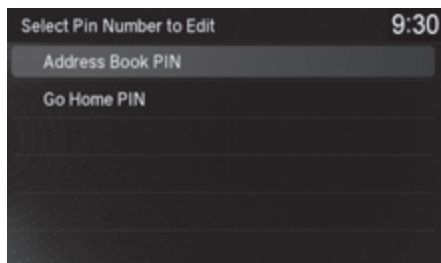 Select Pin Number to Edit
9:30
Address Book PIN
Go Home PIN